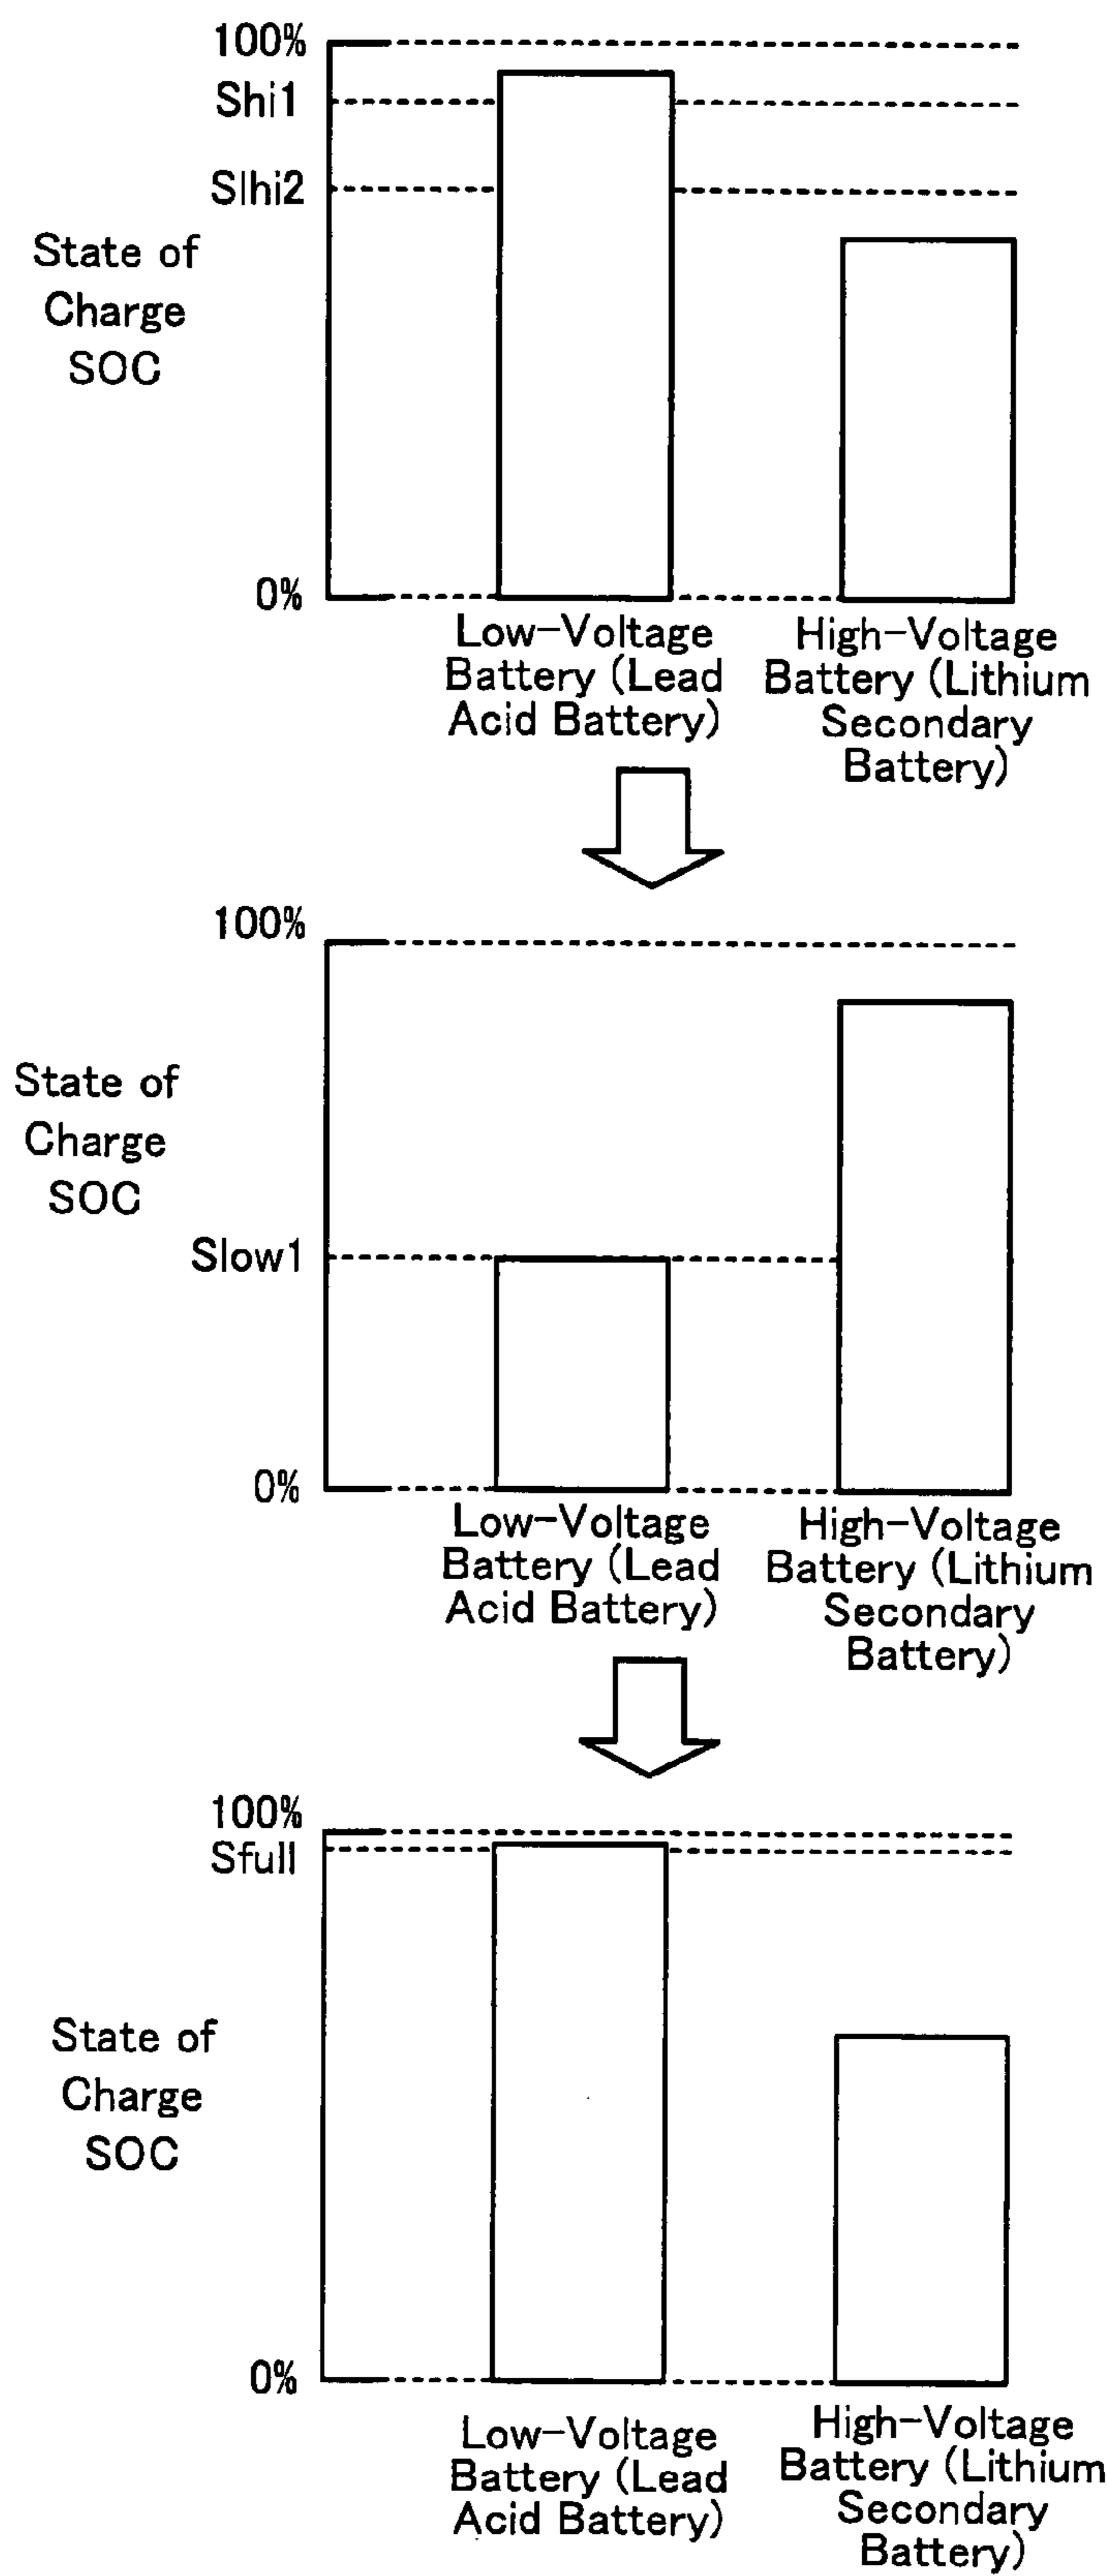 100%
Shi1
Slhi2
State of
Charge
SOC
0%
Low-Voltage
Battery (Lead
Acid Battery)
High-Voltage
Battery (Lithium
Secondary
Battery)
100%
State of
Charge
SOC
Slow1
0%
Low-Voltage
Battery (Lead
Acid Battery)
High-Voltage
Battery (Lithium
Secondary
Battery)
100%
Sfull
State of
Charge
SOC
0%
Low-Voltage
Battery (Lead
Acid Battery)
High-Voltage
Battery (Lithium
Secondary
Battery)